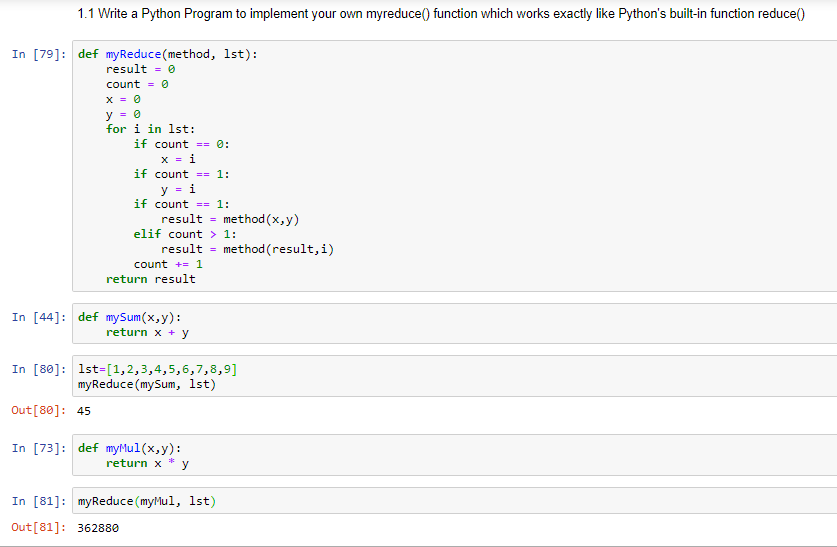 1.1 Write a Python Program to implement your own myreduce() function which works exactly like Python's built-in function reduce()
In [79]: def myReduce(method, lst):
    result = 0
    count = 0
    x = 0
    y = 0
    for i in lst:
        if count == 0:
            x = i
        if count == 1:
            y = i
        if count == 1:
            result = method(x,y)
        elif count > 1:
            result = method(result,i)
        count += 1
    return result
In [44]: def mySum(x,y):
    return x + y
In [80]: lst=[1,2,3,4,5,6,7,8,9]
myReduce(mySum, lst)
Out[80]: 45
In [73]: def myMul(x,y):
    return x * y
In [81]: myReduce(myMul, lst)
Out[81]: 362880